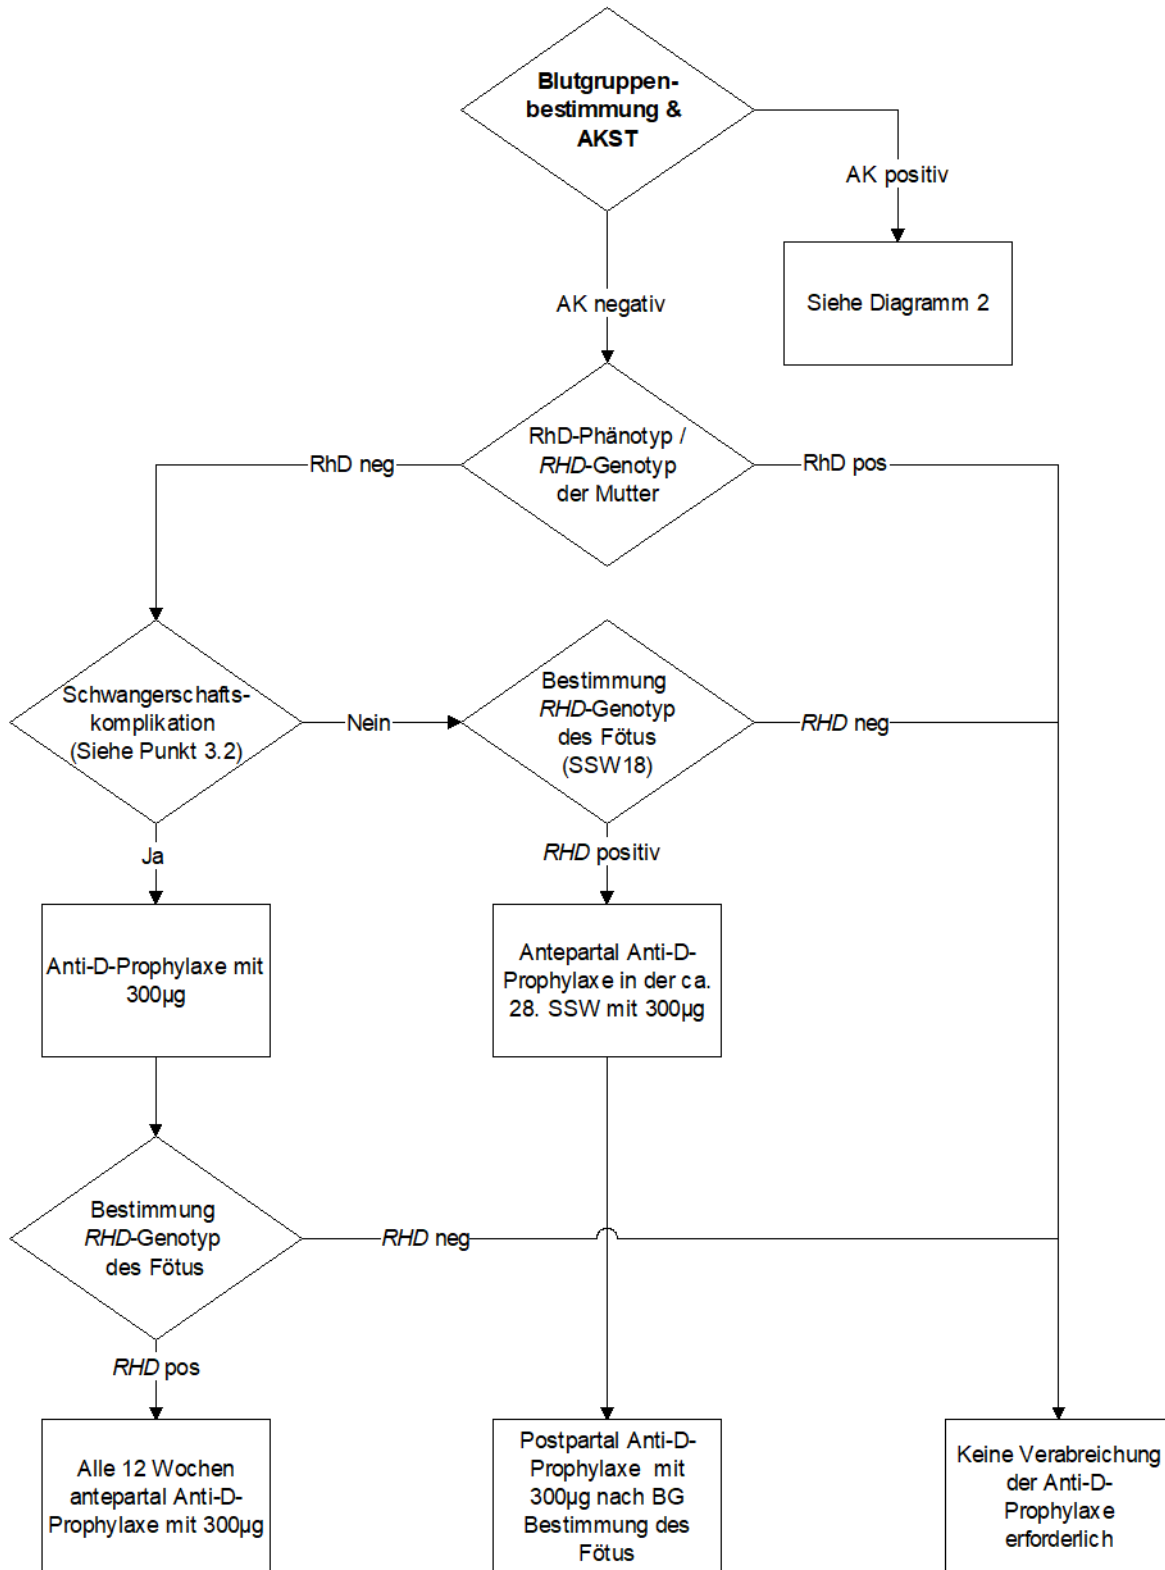 Blutgruppen-
bestimmung &
AKST
AK positiv
Siehe Diagramm 2
AK negativ
RhD-Phänotyp /
RHD-Genotyp
der Mutter
RhD neg
RhD pos
Schwangerschafts-
komplikation
(Siehe Punkt 3.2)
Nein
Bestimmung
RHD-Genotyp
des Fötus
(SSW18)
RHD neg
Ja
RHD positiv
Anti-D-Prophylaxe mit
300µg
Antepartal Anti-D-
Prophylaxe in der ca.
28. SSW mit 300µg
Bestimmung
RHD-Genotyp
des Fötus
RHD neg
RHD pos
Alle 12 Wochen
antepartal Anti-D-
Prophylaxe mit 300µg
Postpartal Anti-D-
Prophylaxe mit
300µg nach BG
Bestimmung des
Fötus
Keine Verabreichung
der Anti-D-
Prophylaxe
erforderlich